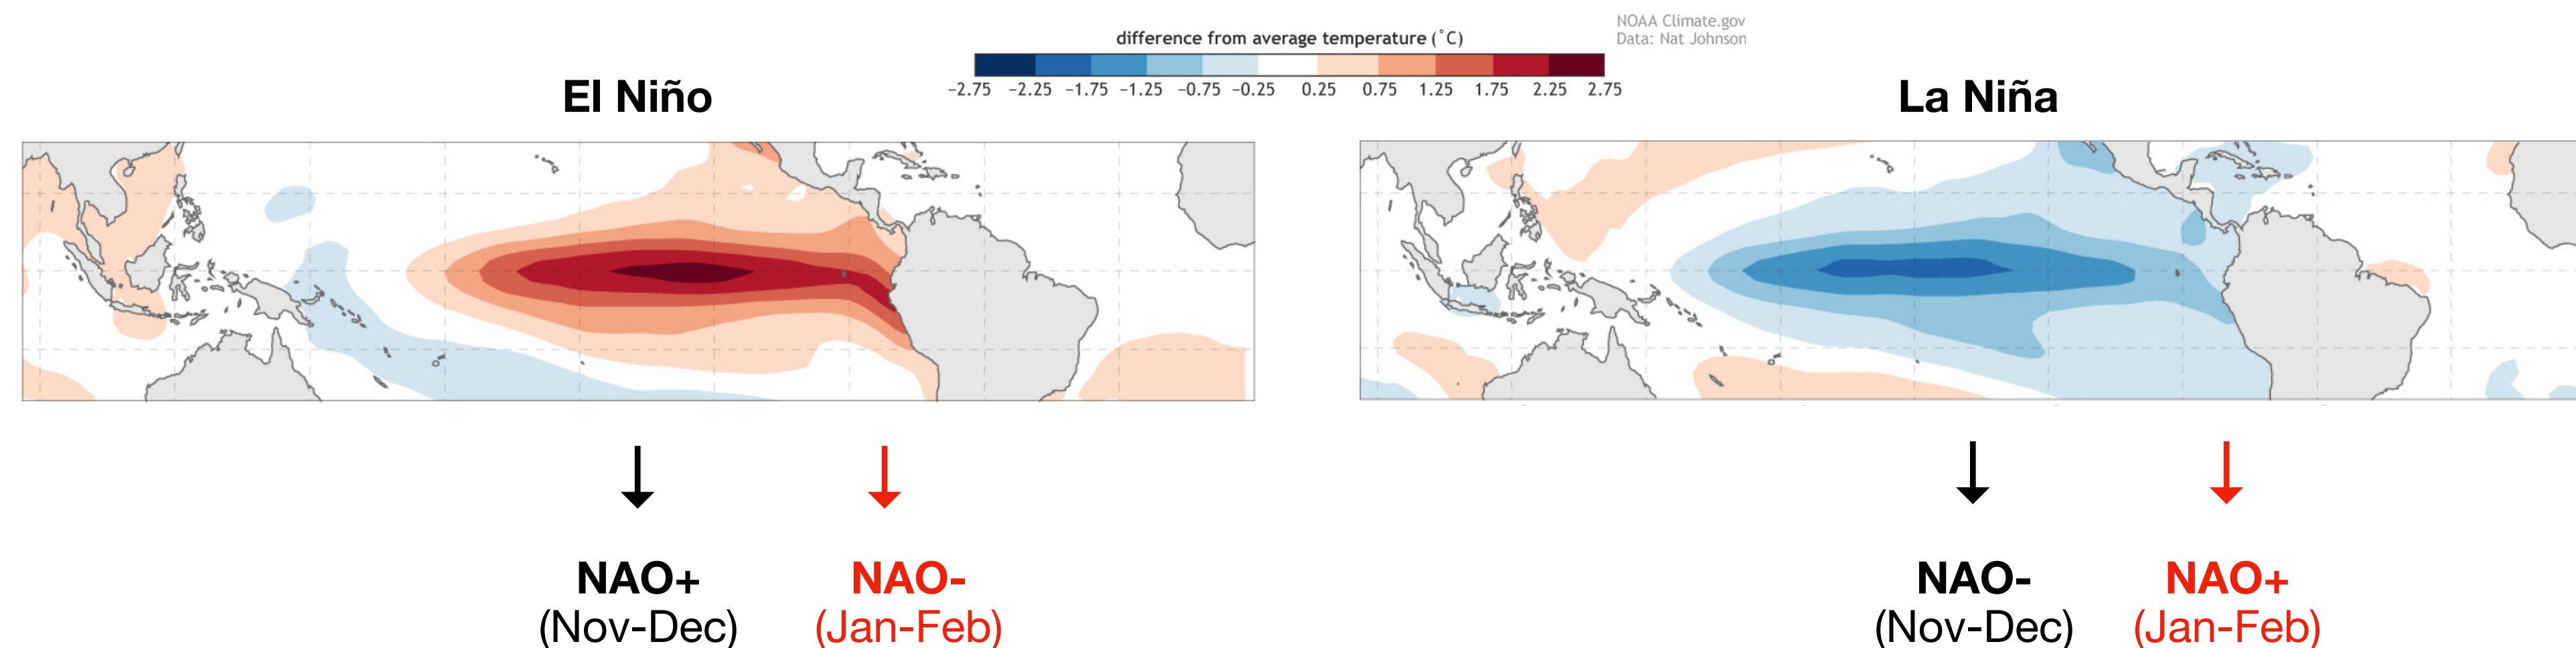 NOAA Climate.gov
Data: Nat Johnson
difference from average temperature (°C)
−2.75 −2.25 −1.75 −1.25 −0.75 −0.25 0.25 0.75 1.25 1.75 2.25 2.75
El Niño
La Niña
NAO+ NAO-
(Nov-Dec) (Jan-Feb)
NAO- NAO+
(Nov-Dec) (Jan-Feb)